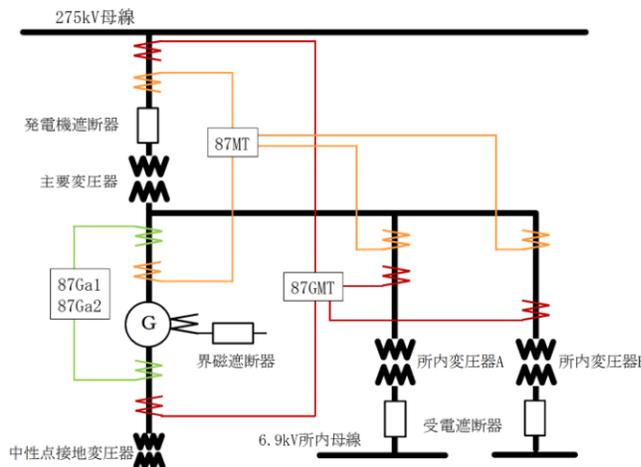 275kV母線
発電機遮断器
87MT
主要変圧器
87Ga1
87Ga2
87GMT
G
界磁遮断器
所内変圧器A
所内変圧器
受電遮断器
6.9kV所内母線
中性点接地変圧器